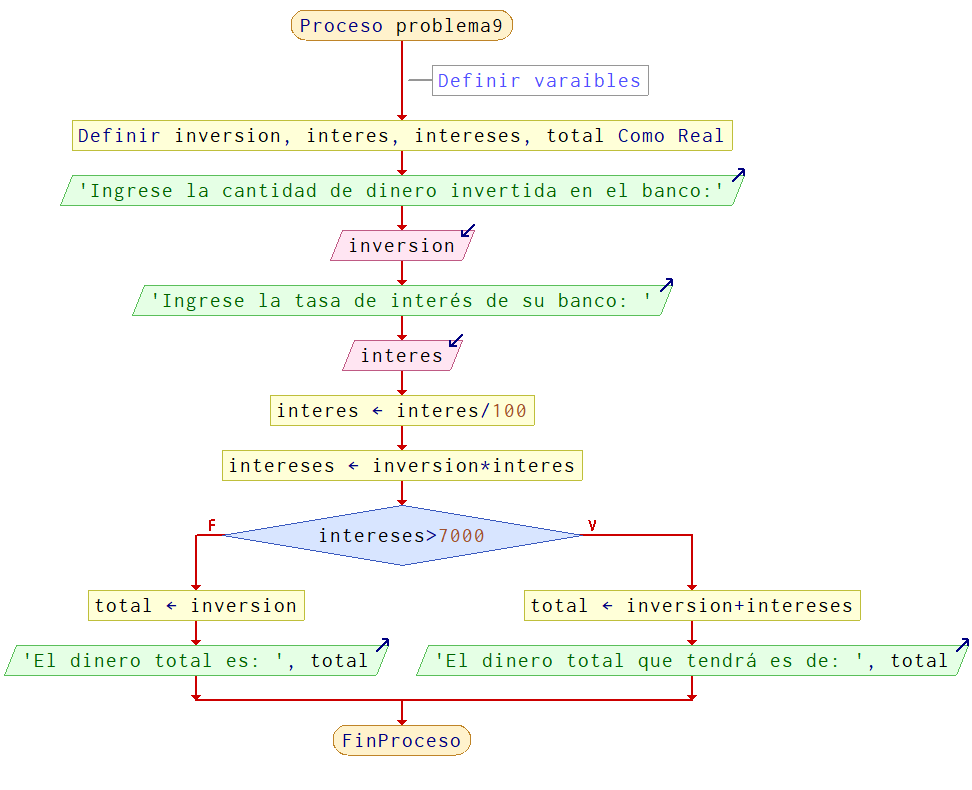 Proceso problema9
Definir varaibles
Definir inversion, interes, intereses, total Como Real
'Ingrese la cantidad de dinero invertida en el banco:'
inversion
'Ingrese la tasa de interés de su banco: '
interes
interes ← interes/100
intereses ← inversion*interes
F
V
intereses>7000
total ← inversion
total ← inversion+intereses
'El dinero total es: ', total
'El dinero total que tendrá es de: ', total
FinProceso